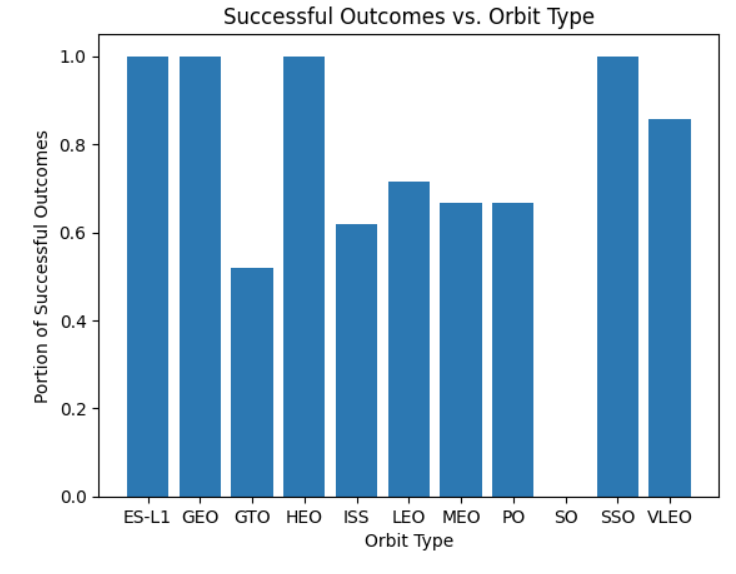 Successful Outcomes vs. Orbit Type
Portion of Successful Outcomes
1.0
0.8
0.6
0.4
0.2
0.0
ES-L1 GEO GTO HEO ISS LEO MEO PO SO SSO VLEO
Orbit Type